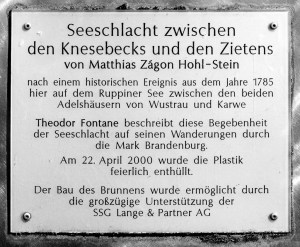 Seeschlacht zwischen
den Knesebecks und den Zietens
von Matthias Zágon Hohl-Stein
nach einem historischen Ereignis aus dem Jahre 1785
hier auf dem Ruppiner See zwischen den beiden
Adelshäusern von Wustrau und Karwe
Theodor Fontane beschreibt diese Begebenheit
der Seeschlacht auf seinen Wanderungen durch
die Mark Brandenburg.
Am 22. April 2000 wurde die Plastik
feierlich enthüllt.
Der Bau des Brunnens wurde ermöglicht durch
die großzügige Unterstützung der
SSG Lange & Partner AG